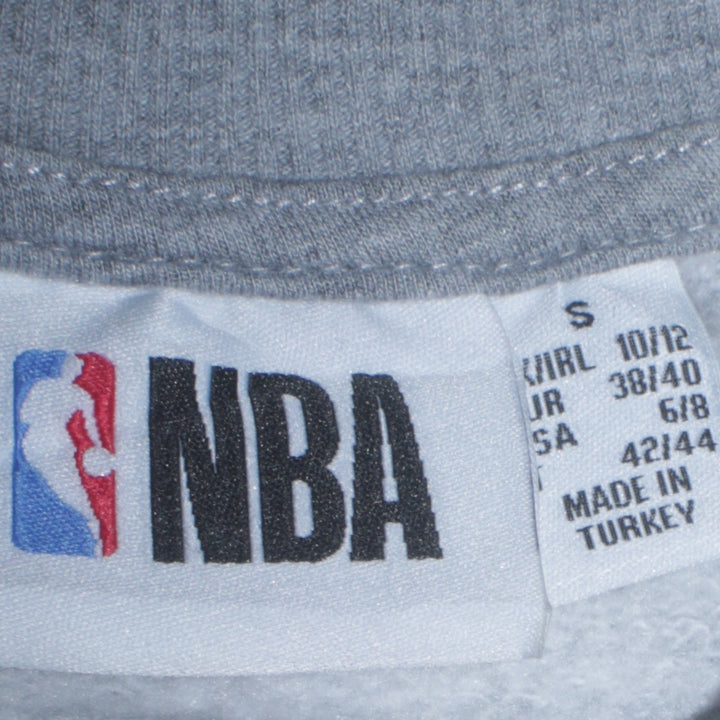 NBA
S
K/IRL 10/12
UR 38/40
SA 6/8
T 42/44
MADE IN
TURKEY